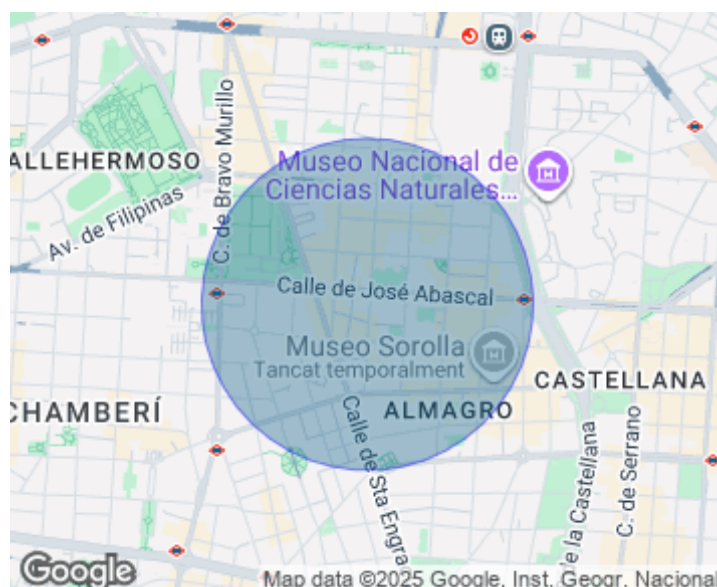 ALLEHERMOSO
C. de Bravo Murillo
Av. de Filipinas
Museo Nacional de
Ciencias Naturales...
Calle de José Abascal
Museo Sorolla
Tancat temporalment
CASTELLANA
CHAMBERÍ
ALMAGRO
Calle de Sta Engra
de la Castellana
C. de Serrano
Google
Map data ©2025 Google, Inst. Geogr. Nacional